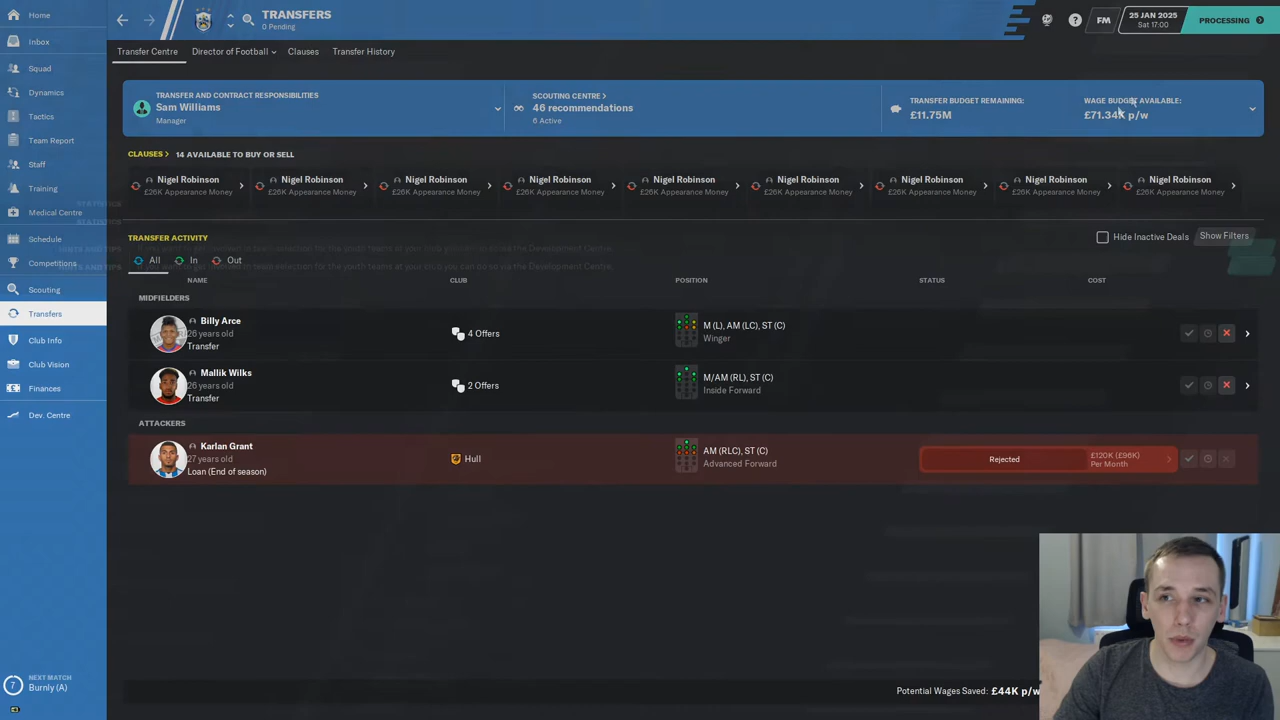 Home
TRANSFERS
0 Pending
FM
25 JAN 2025
Sat 17:00
PROCESSING
Inbox
Squad
Dynamics
Tactics
Team Report
Staff
Training
Medical Centre
Schedule
Competitions
Scouting
Transfers
Club Info
Club Vision
Finances
Dev. Centre
NEXT MATCH
7
Burnly (A)
Transfer Centre
Director of Football
Clauses
Transfer History
TRANSFER AND CONTRACT RESPONSIBILITIES
Sam Williams
Manager
SCOUTING CENTRE >
46 recommendations
6 Active
TRANSFER BUDGET REMAINING:
£11.75M
WAGE BUDGET AVAILABLE:
£71.34K p/w
CLAUSES > 14 AVAILABLE TO BUY OR SELL
Nigel Robinson
£26K Appearance Money
Nigel Robinson
£26K Appearance Money
Nigel Robinson
£26K Appearance Money
Nigel Robinson
£26K Appearance Money
Nigel Robinson
£26K Appearance Money
Nigel Robinson
£26K Appearance Money
Nigel Robinson
£26K Appearance Money
Nigel Robinson
£26K Appearance Money
Nigel Robinson
£26K Appearance Money
TRANSFER ACTIVITY
Hide Inactive Deals
Show Filters
All In Out
NAME CLUB POSITION STATUS COST
MIDFIELDERS
Billy Arce
26 years old
Transfer
4 Offers
M (L), AM (LC), ST (C)
Winger
Mallik Wilks
26 years old
Transfer
2 Offers
M/AM (RL), ST (C)
Inside Forward
ATTACKERS
Karlan Grant
27 years old
Loan (End of season)
Hull
AM (RLC), ST (C)
Advanced Forward
Rejected
£120K (£96K)
Per Month
Potential Wages Saved: £44K p/w